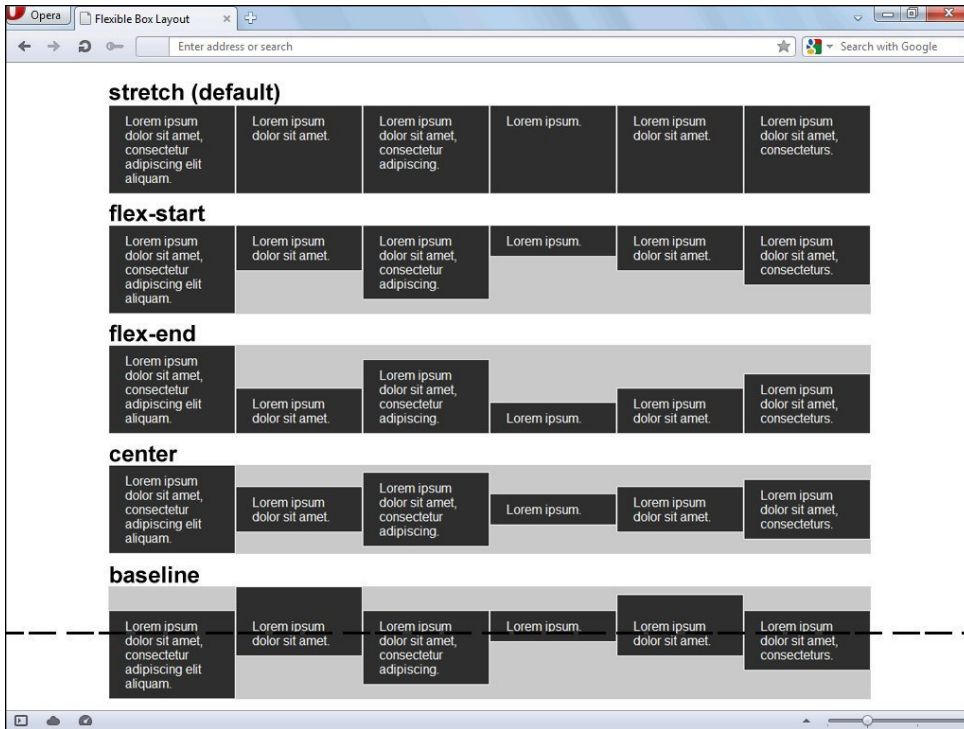 Opera
Flexible Box Layout
Enter address or search
Search with Google
stretch (default)
Lorem ipsum
dolor sit amet,
consectetur
adipiscing elit
aliquam.
Lorem ipsum
dolor sit amet.
Lorem ipsum
dolor sit amet,
consectetur
adipiscing.
Lorem ipsum.
Lorem ipsum
dolor sit amet.
Lorem ipsum
dolor sit amet,
consecteturs.
flex-start
Lorem ipsum
dolor sit amet,
consectetur
adipiscing elit
aliquam.
Lorem ipsum
dolor sit amet.
Lorem ipsum
dolor sit amet,
consectetur
adipiscing.
Lorem ipsum.
Lorem ipsum
dolor sit amet.
Lorem ipsum
dolor sit amet,
consecteturs.
flex-end
Lorem ipsum
dolor sit amet,
consectetur
adipiscing elit
aliquam.
Lorem ipsum
dolor sit amet.
Lorem ipsum
dolor sit amet,
consectetur
adipiscing.
Lorem ipsum.
Lorem ipsum
dolor sit amet.
Lorem ipsum
dolor sit amet,
consecteturs.
center
Lorem ipsum
dolor sit amet,
consectetur
adipiscing elit
aliquam.
Lorem ipsum
dolor sit amet.
Lorem ipsum
dolor sit amet,
consectetur
adipiscing.
Lorem ipsum.
Lorem ipsum
dolor sit amet.
Lorem ipsum
dolor sit amet,
consecteturs.
baseline
Lorem ipsum
dolor sit amet,
consectetur
adipiscing elit
aliquam.
Lorem ipsum
dolor sit amet.
Lorem ipsum
dolor sit amet,
consectetur
adipiscing.
Lorem ipsum.
Lorem ipsum
dolor sit amet.
Lorem ipsum
dolor sit amet,
consecteturs.